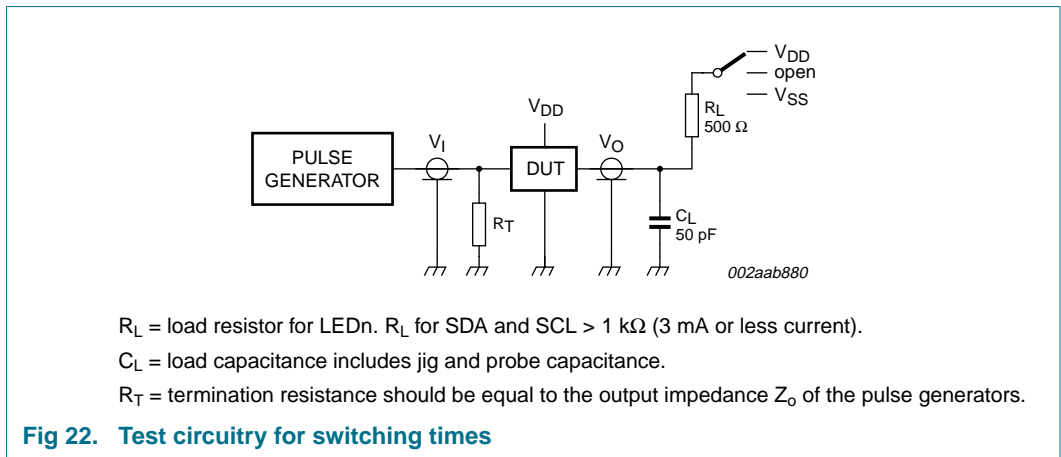 V_DD
open
V_SS
R_L
500 Ω
V_DD
V_I
V_O
PULSE
GENERATOR
DUT
R_T
C_L
50 pF
002aab880
R_L = load resistor for LEDn. R_L for SDA and SCL > 1 kΩ (3 mA or less current).
C_L = load capacitance includes jig and probe capacitance.
R_T = termination resistance should be equal to the output impedance Z_o of the pulse generators.
Fig 22. Test circuitry for switching times